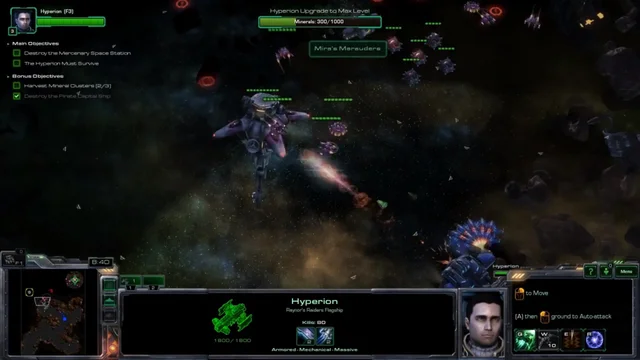 Hyperion (F3)
3
Hyperion Upgrade to Max Level
Minerals: 300/1000
Main Objectives
Destroy the Mercenary Space Station
The Hyperion Must Survive
Bonus Objectives
Harvest Mineral Clusters (2/3)
Destroy the Pirate Capital Ship
Mira's Marauders
8:40
Hyperion
Menu
Hyperion
Raynor's Raiders Flagship
Kills: 80
1800 / 1800
Armored - Mechanical - Massive
to Move
(A) then ground to Auto-attack
W
E
10